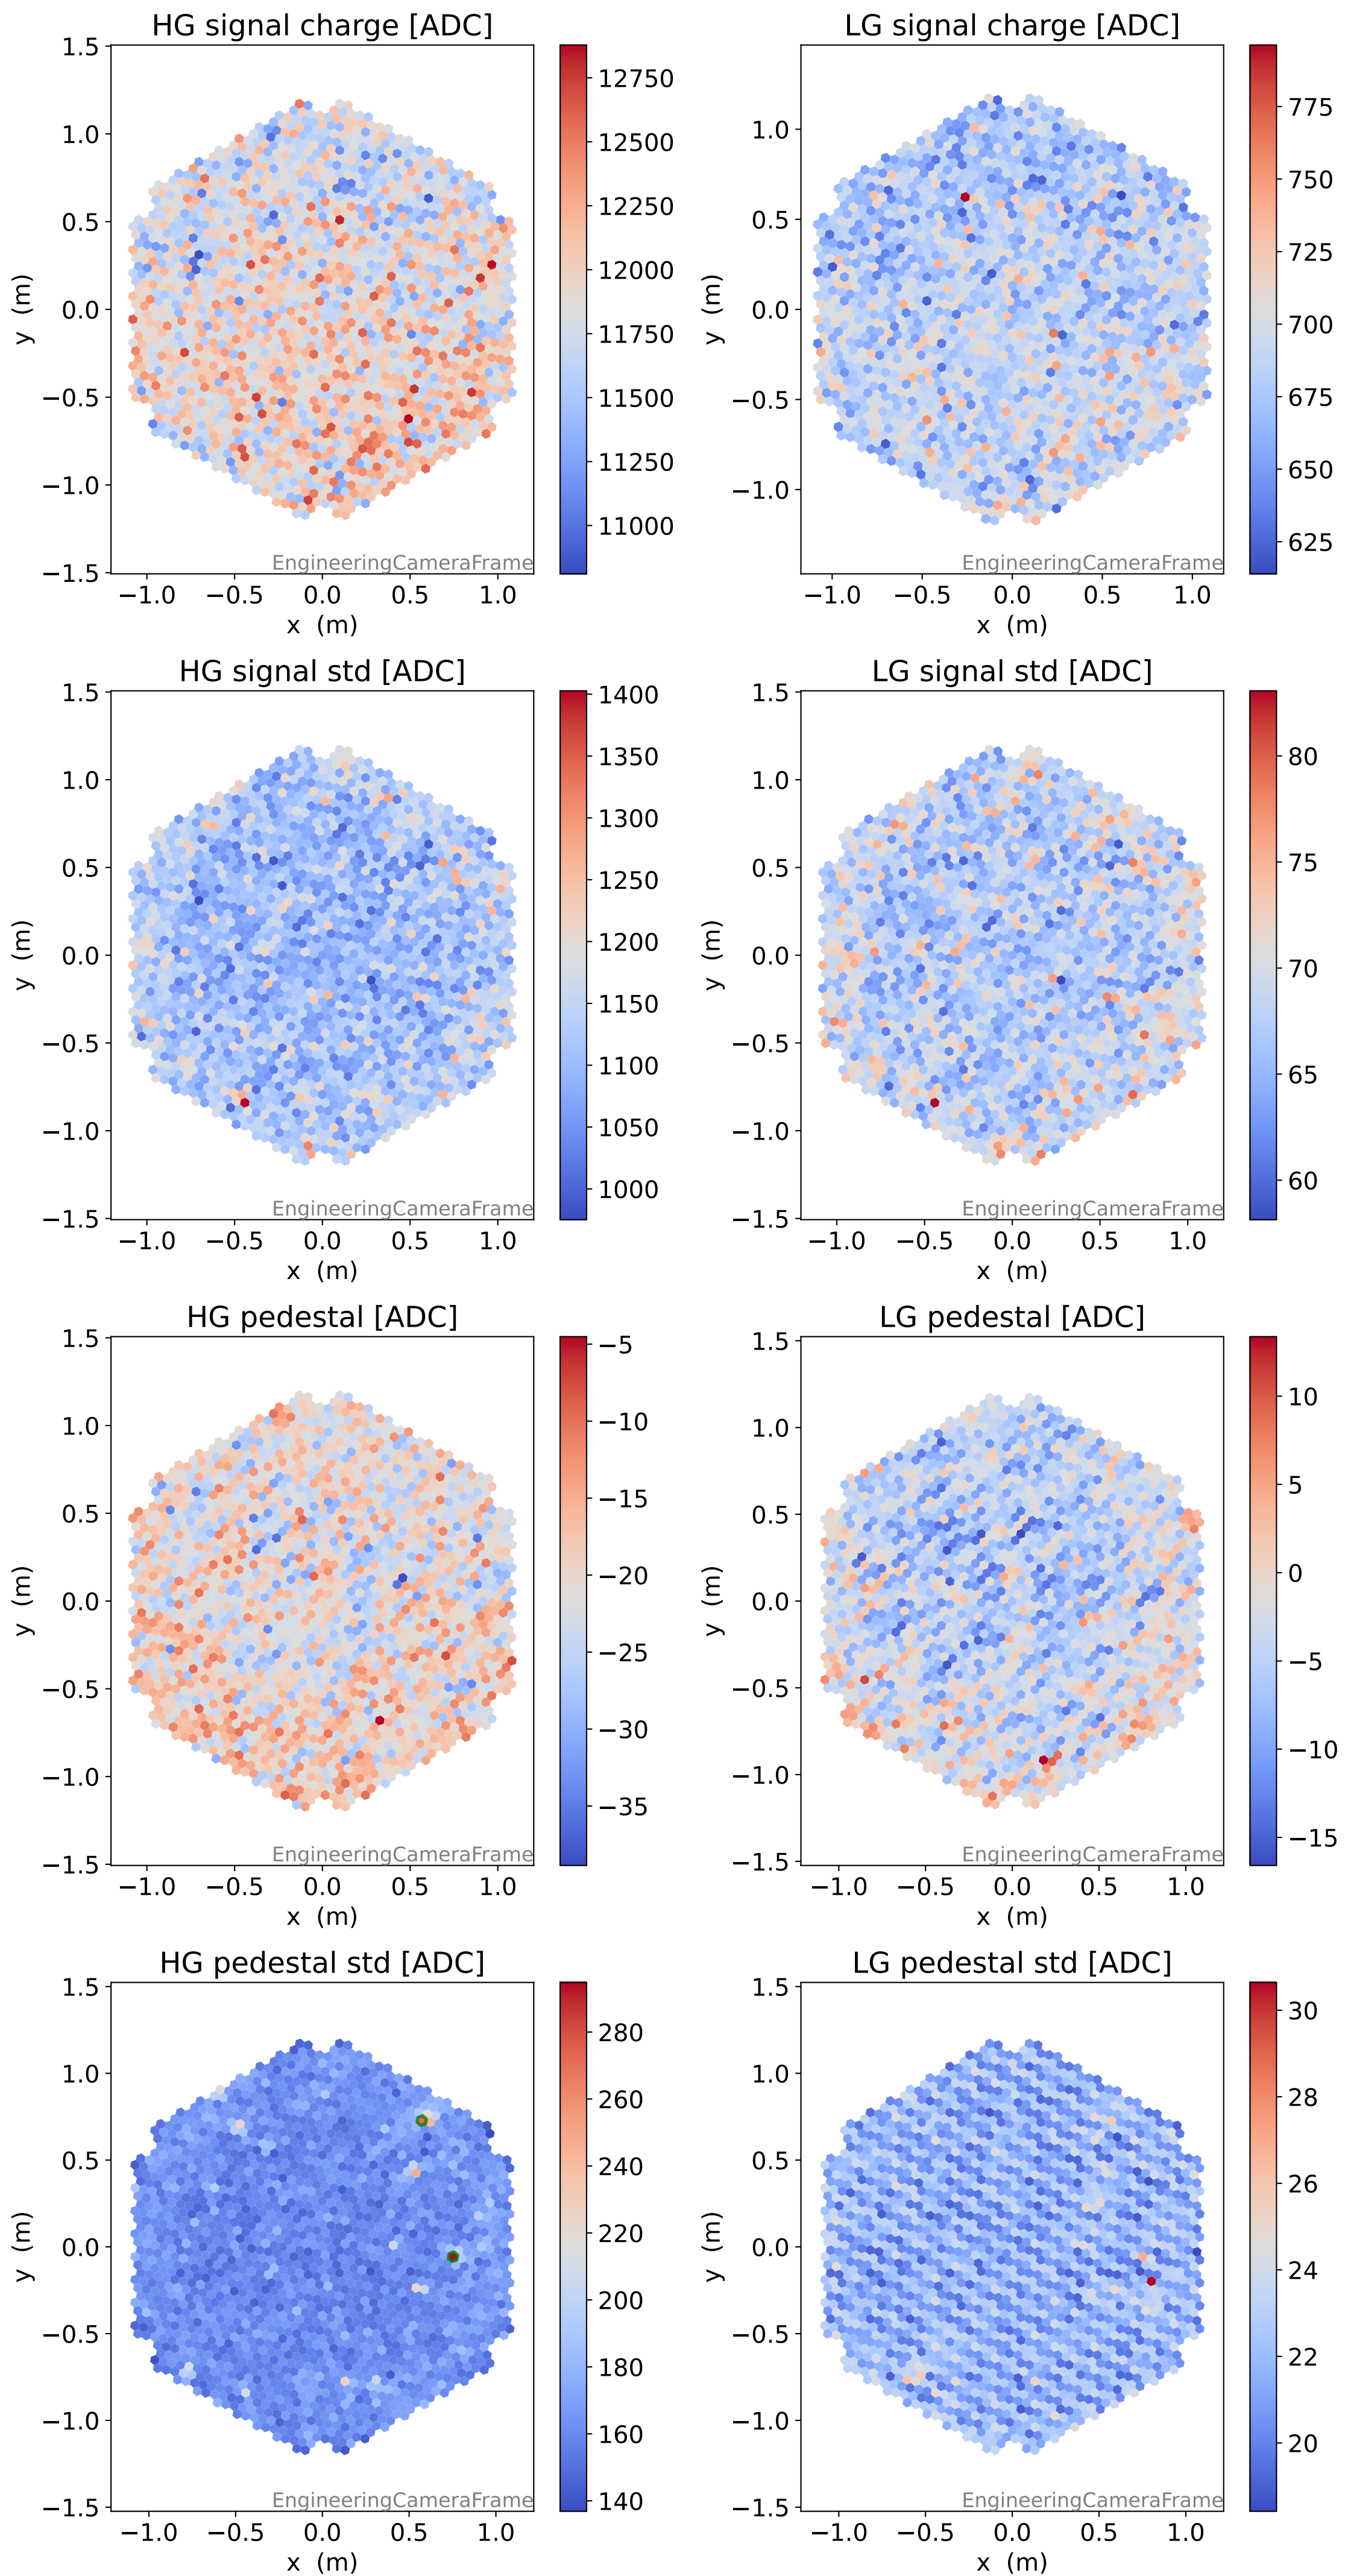 HG signal charge [ADC]
LG signal charge [ADC]
1.5
1.0
0.5
0.0
−0.5
−1.0
−1.5
y (m)
−1.0 −0.5 0.0 0.5 1.0
x (m)
EngineeringCameraFrame
12750
12500
12250
12000
11750
11500
11250
11000
1.0
0.5
0.0
−0.5
−1.0
y (m)
−1.0 −0.5 0.0 0.5 1.0
x (m)
EngineeringCameraFrame
775
750
725
700
675
650
625
HG signal std [ADC]
LG signal std [ADC]
1.5
1.0
0.5
0.0
−0.5
−1.0
−1.5
y (m)
−1.0 −0.5 0.0 0.5 1.0
x (m)
EngineeringCameraFrame
1400
1350
1300
1250
1200
1150
1100
1050
1000
1.5
1.0
0.5
0.0
−0.5
−1.0
−1.5
y (m)
−1.0 −0.5 0.0 0.5 1.0
x (m)
EngineeringCameraFrame
80
75
70
65
60
HG pedestal [ADC]
LG pedestal [ADC]
1.5
1.0
0.5
0.0
−0.5
−1.0
−1.5
y (m)
−1.0 −0.5 0.0 0.5 1.0
x (m)
EngineeringCameraFrame
−5
−10
−15
−20
−25
−30
−35
1.5
1.0
0.5
0.0
−0.5
−1.0
−1.5
y (m)
−1.0 −0.5 0.0 0.5 1.0
x (m)
EngineeringCameraFrame
10
5
0
−5
−10
−15
HG pedestal std [ADC]
LG pedestal std [ADC]
1.5
1.0
0.5
0.0
−0.5
−1.0
−1.5
y (m)
−1.0 −0.5 0.0 0.5 1.0
x (m)
EngineeringCameraFrame
280
260
240
220
200
180
160
140
1.5
1.0
0.5
0.0
−0.5
−1.0
−1.5
y (m)
−1.0 −0.5 0.0 0.5 1.0
x (m)
EngineeringCameraFrame
30
28
26
24
22
20